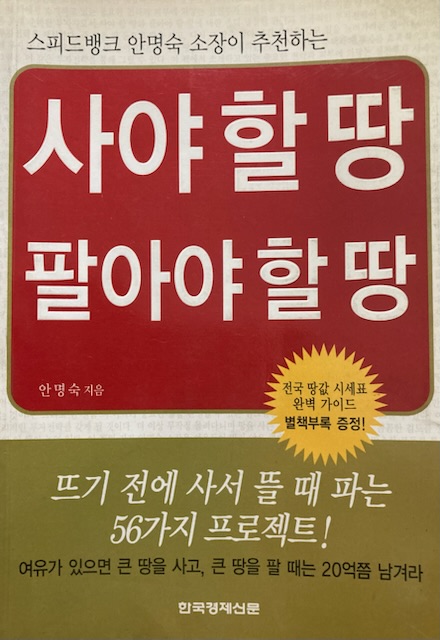 스피드뱅크 안명숙 소장이 추천하는
사야 할 땅
팔아야 할 땅
안명숙 지음
전국 땅값 시세표
완벽 가이드
별책부록 증정!
뜨기 전에 사서 뜰 때 파는
56가지 프로젝트!
여유가 있으면 큰 땅을 사고, 큰 땅을 팔 때는 20억쯤 남겨라
한국경제신문